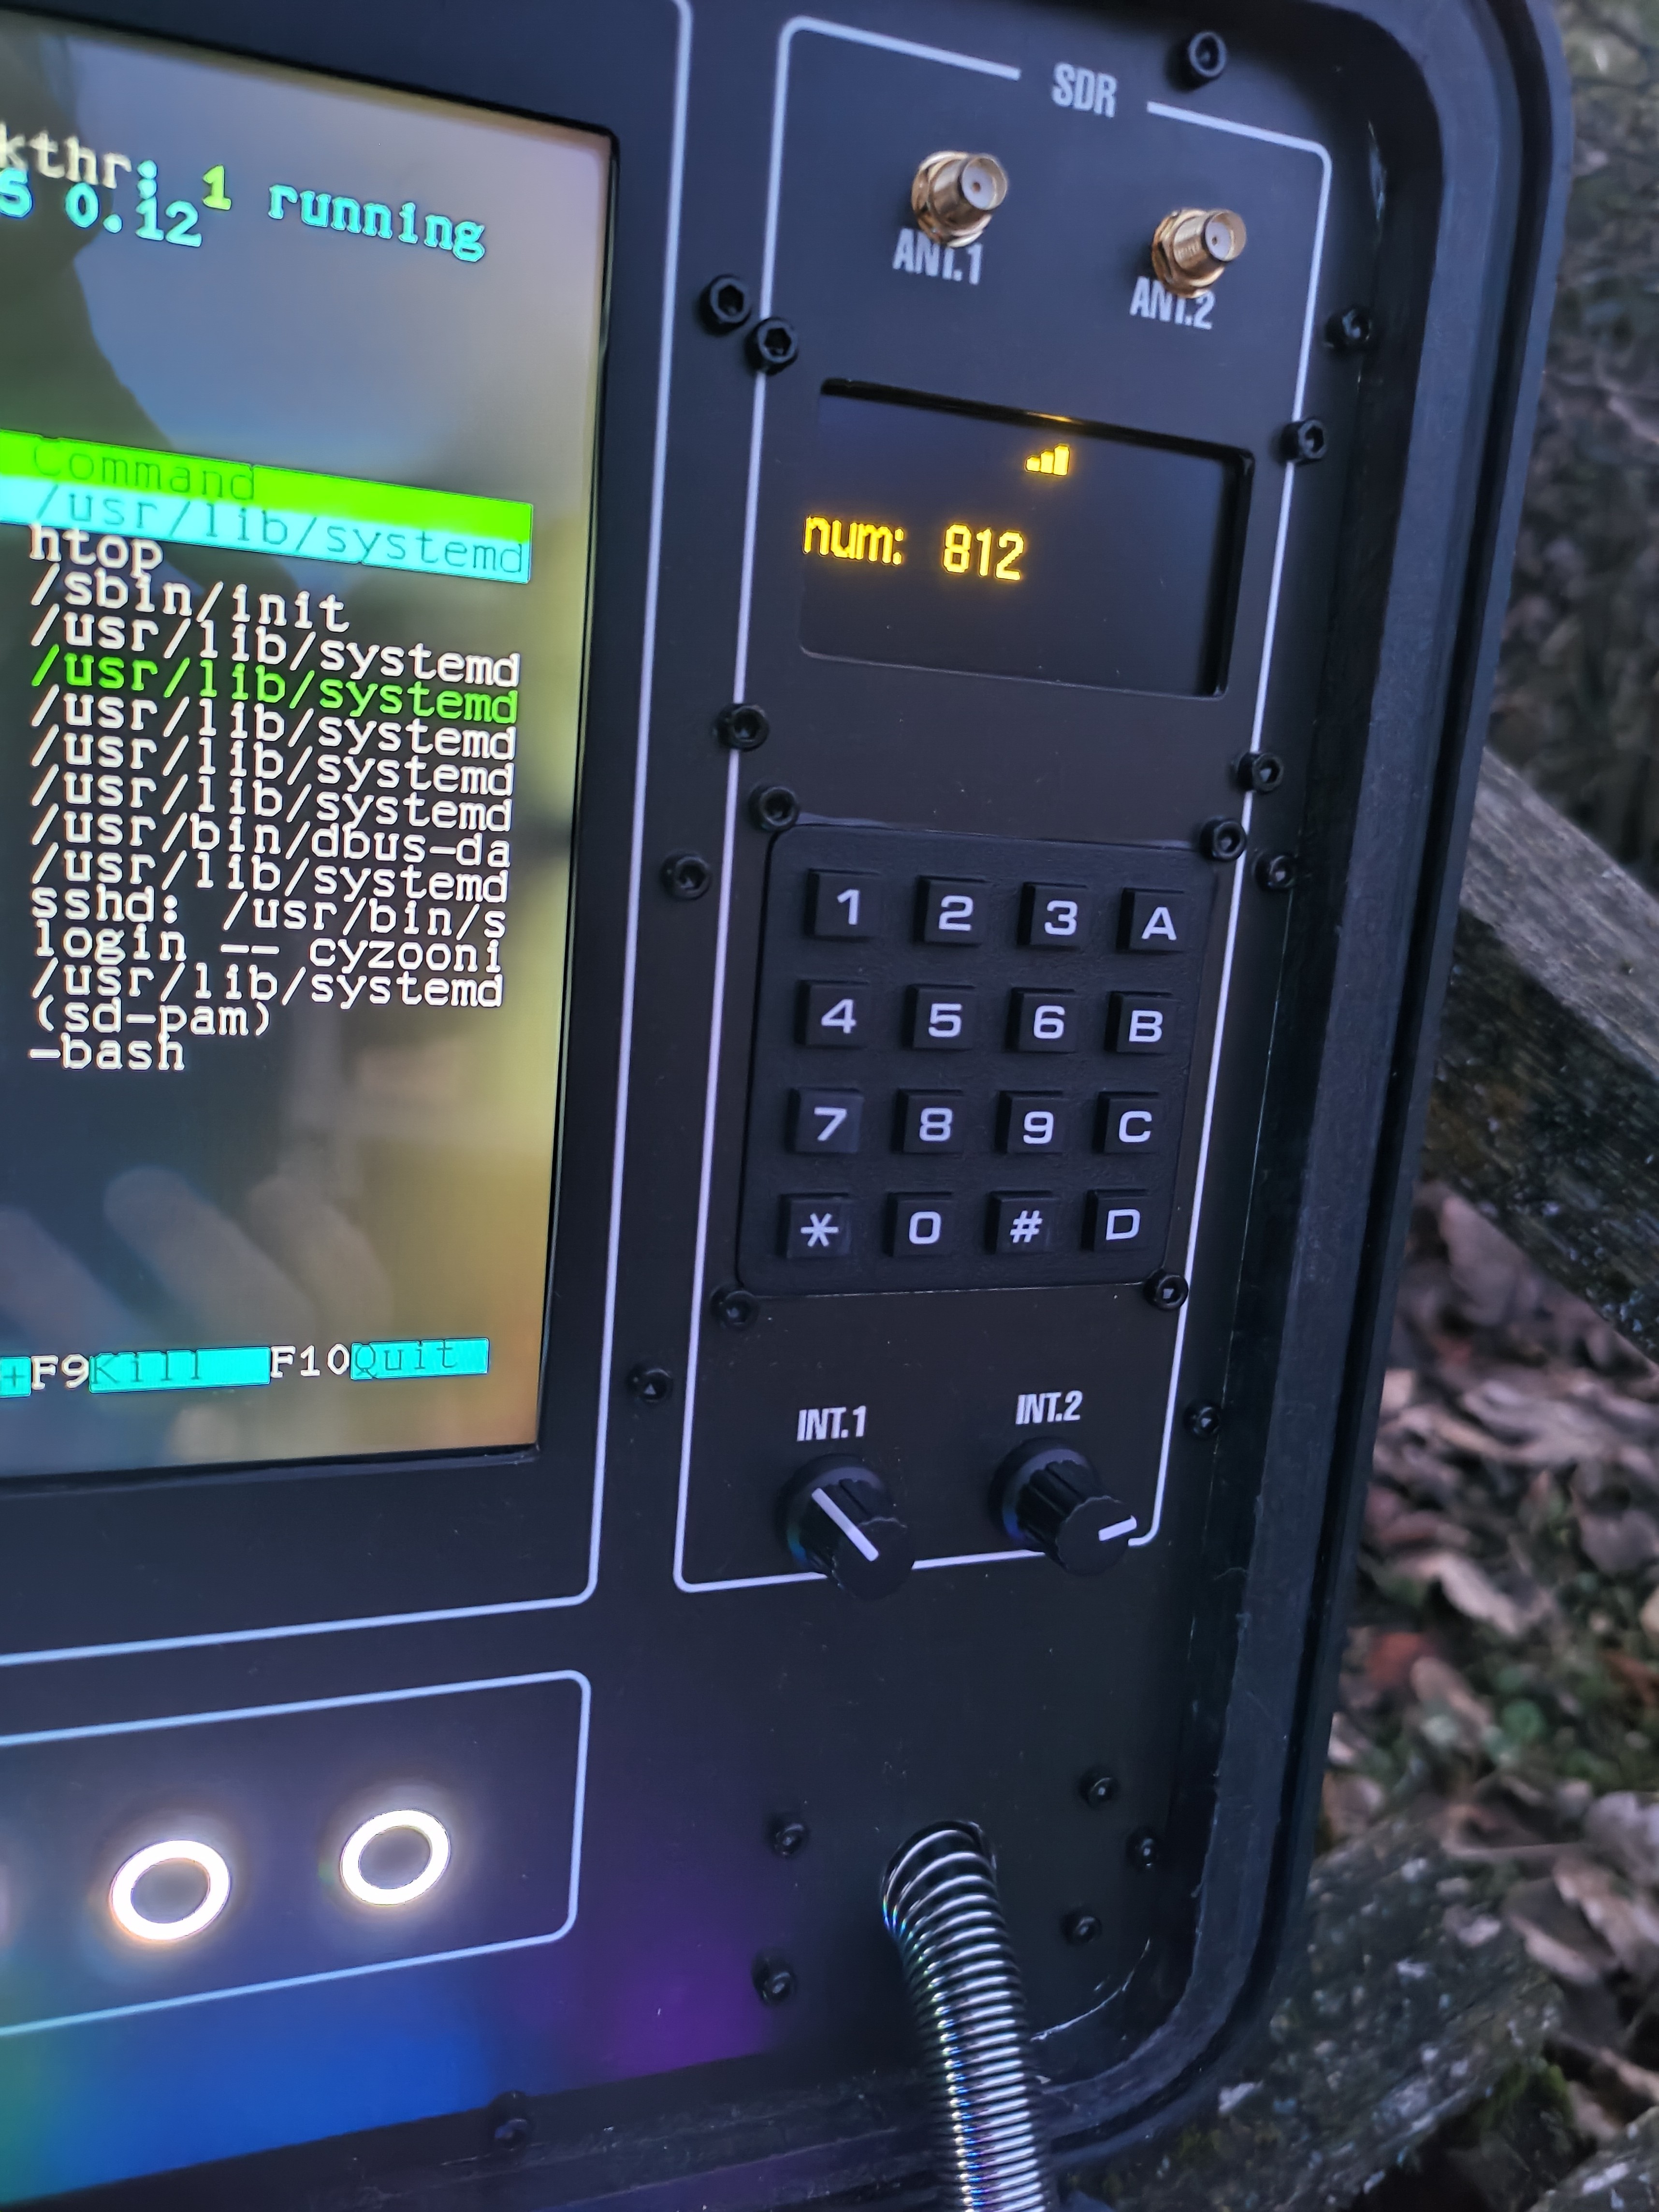 kthr: 1 running
0.12
Command
/usr/lib/systemd
htop
/sbin/init
/usr/lib/systemd
/usr/lib/systemd
/usr/lib/systemd
/usr/lib/systemd
/usr/lib/systemd
/usr/bin/dbus-da
/usr/lib/systemd
sshd: /usr/bin/s
login -- cyzooni
/usr/lib/systemd
(sd-pam)
-bash
+F9Kill F10Quit
SDR
ANT.1 ANT.2
num: 812
1 2 3 A
4 5 6 B
7 8 9 C
* 0 # D
INT.1 INT.2